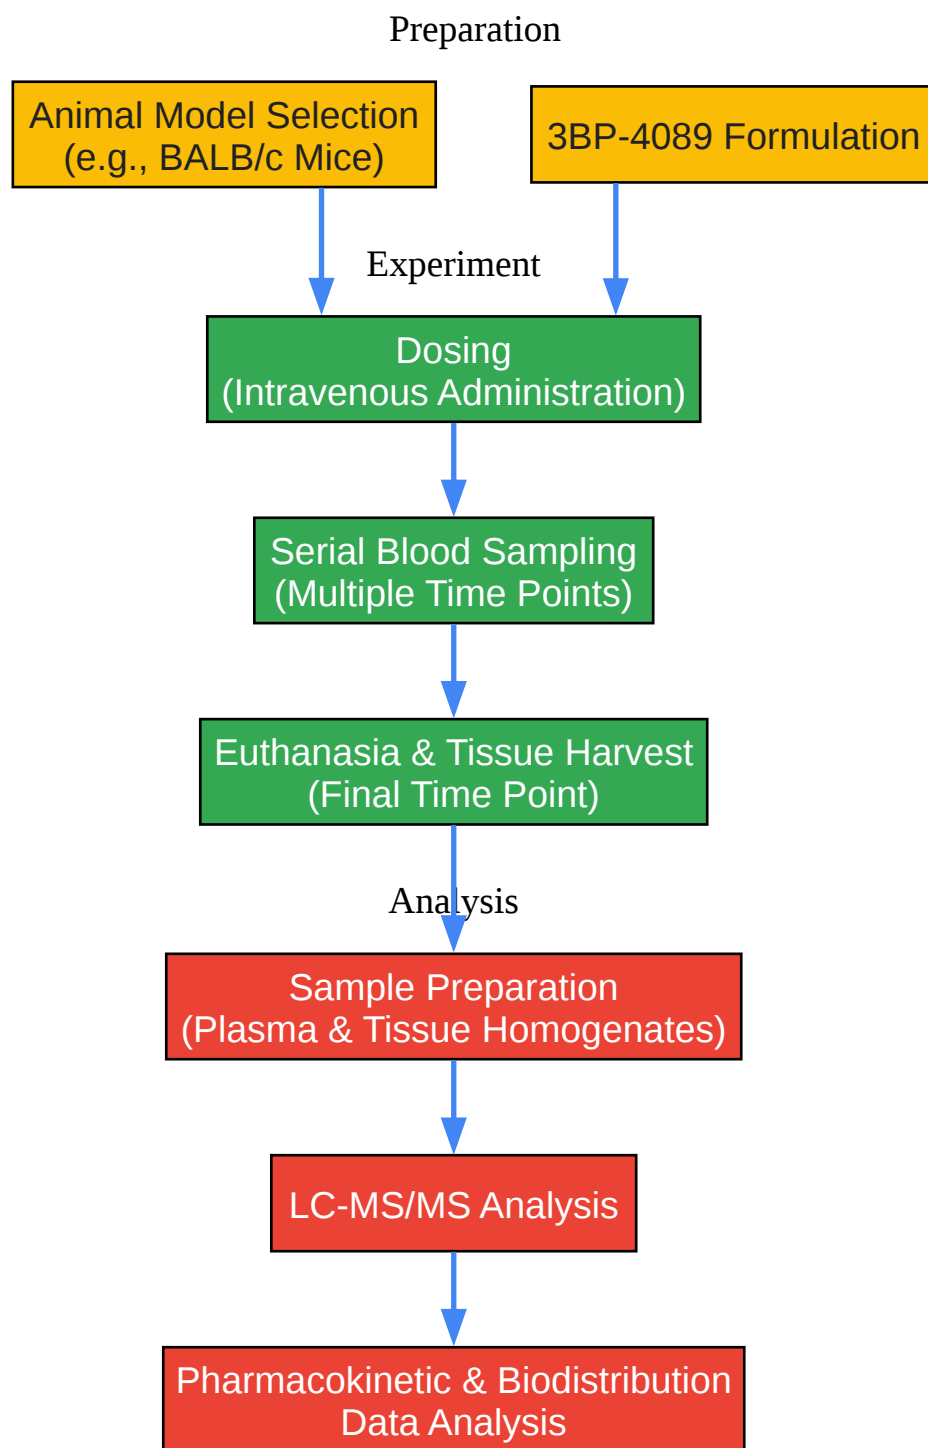 Preparation
Animal Model Selection
(e.g., BALB/c Mice)
3BP-4089 Formulation
Experiment
Dosing
(Intravenous Administration)
Serial Blood Sampling
(Multiple Time Points)
Euthanasia & Tissue Harvest
(Final Time Point)
Analysis
Sample Preparation
(Plasma & Tissue Homogenates)
LC-MS/MS Analysis
Pharmacokinetic & Biodistribution
Data Analysis